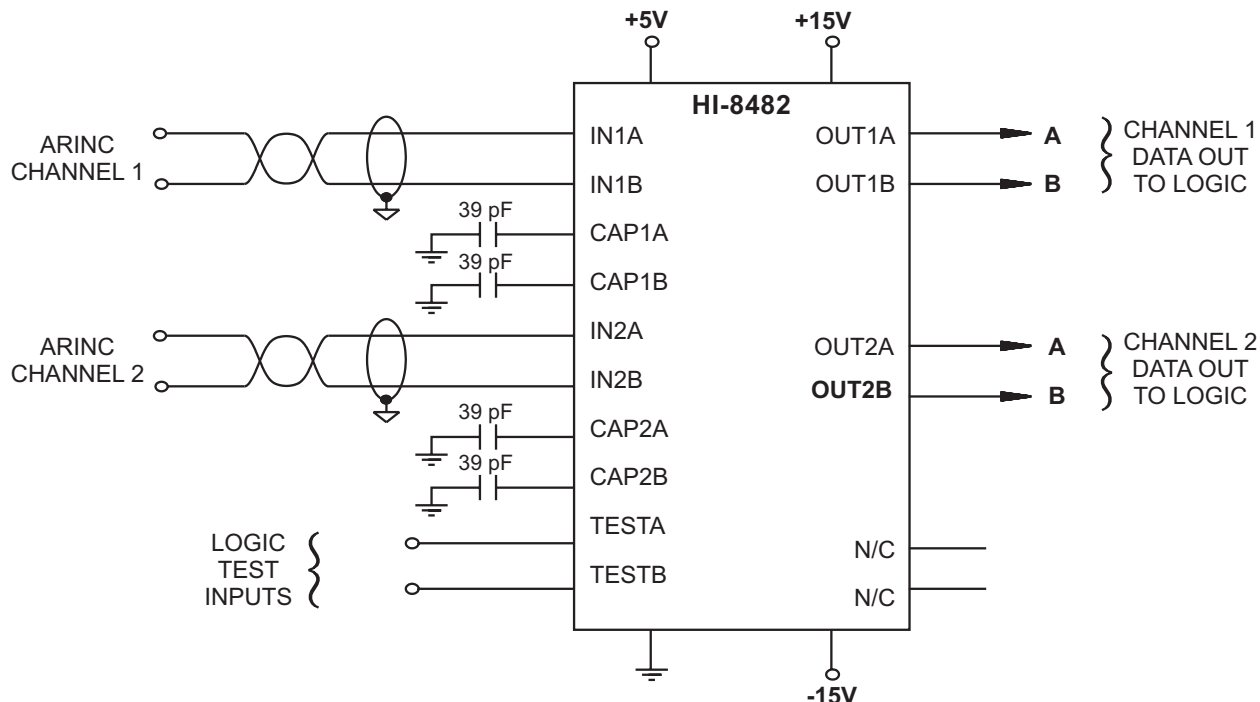 +5V
+15V
HI-8482
ARINC
CHANNEL 1
IN1A
IN1B
39 pF
CAP1A
39 pF
CAP1B
ARINC
CHANNEL 2
IN2A
IN2B
39 pF
CAP2A
39 pF
CAP2B
LOGIC
TEST
INPUTS
TESTA
TESTB
OUT1A
A
OUT1B
B
CHANNEL 1
DATA OUT
TO LOGIC
OUT2A
A
OUT2B
B
CHANNEL 2
DATA OUT
TO LOGIC
N/C
N/C
-15V